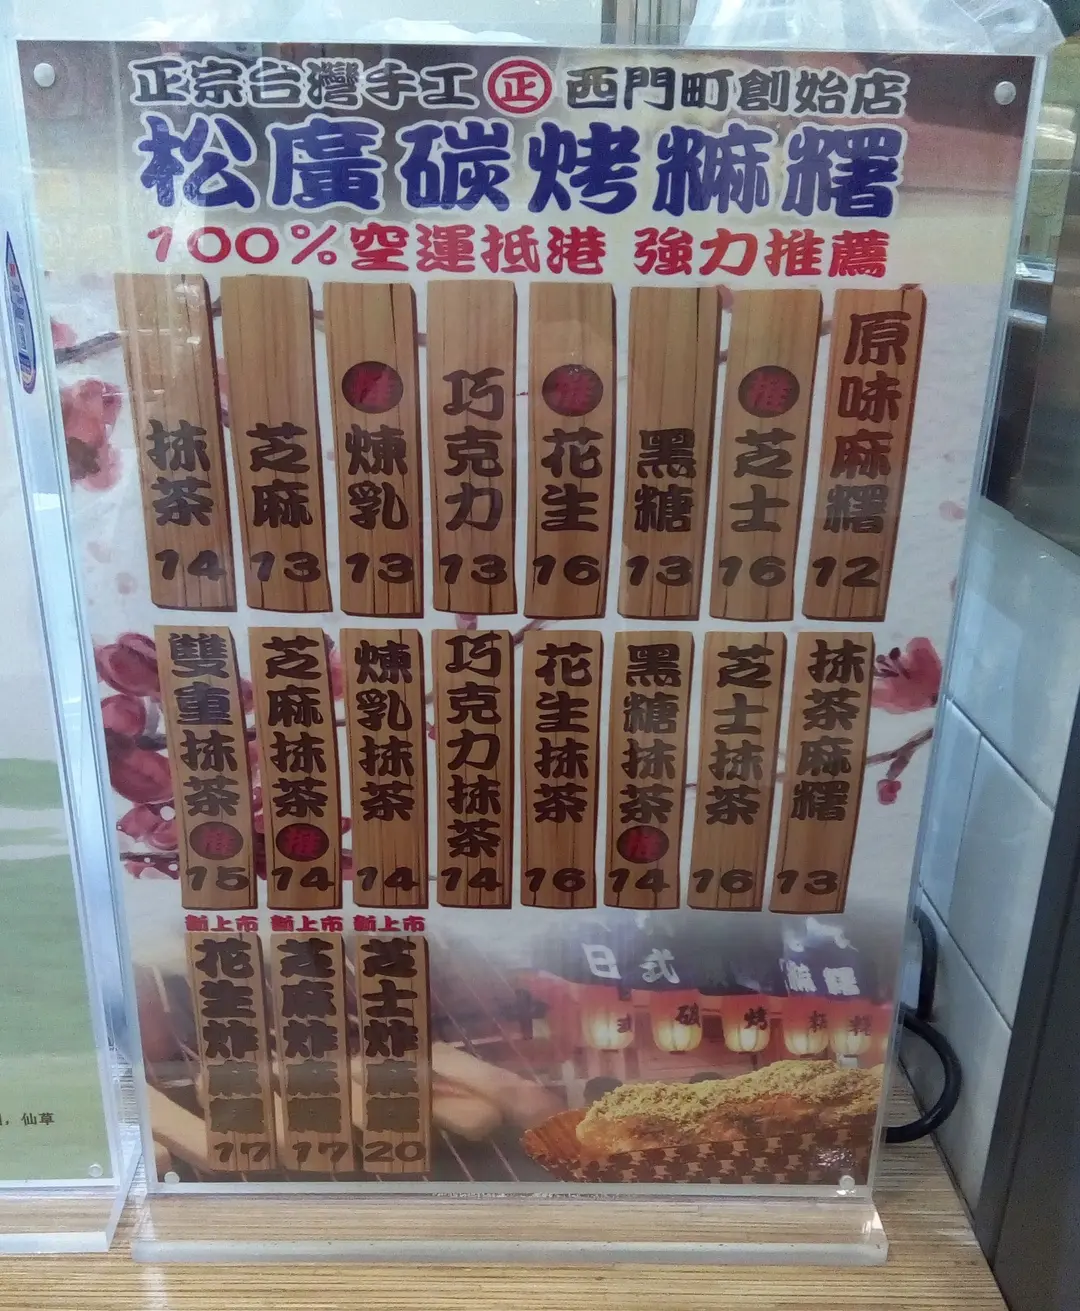 正宗台灣手工 正 西門町創始店
松廣碳烤糜糬
100%空運抵港 強力推薦
原味麻糬 12
推 芝士 16
黑糖 13
推 花生 16
巧克力 13
推 煉乳 13
芝麻 13
抹茶 14
抹茶麻糬 13
芝士抹茶 16
黑糖抹茶 推 14
花生抹茶 16
巧克力抹茶 14
煉乳抹茶 14
芝麻抹茶 推 14
雙重抹茶 推 15
新上市 芝士炸麻糬 20
新上市 芝麻炸麻糬 17
新上市 花生炸麻糬 17
日式
碳烤
仙草